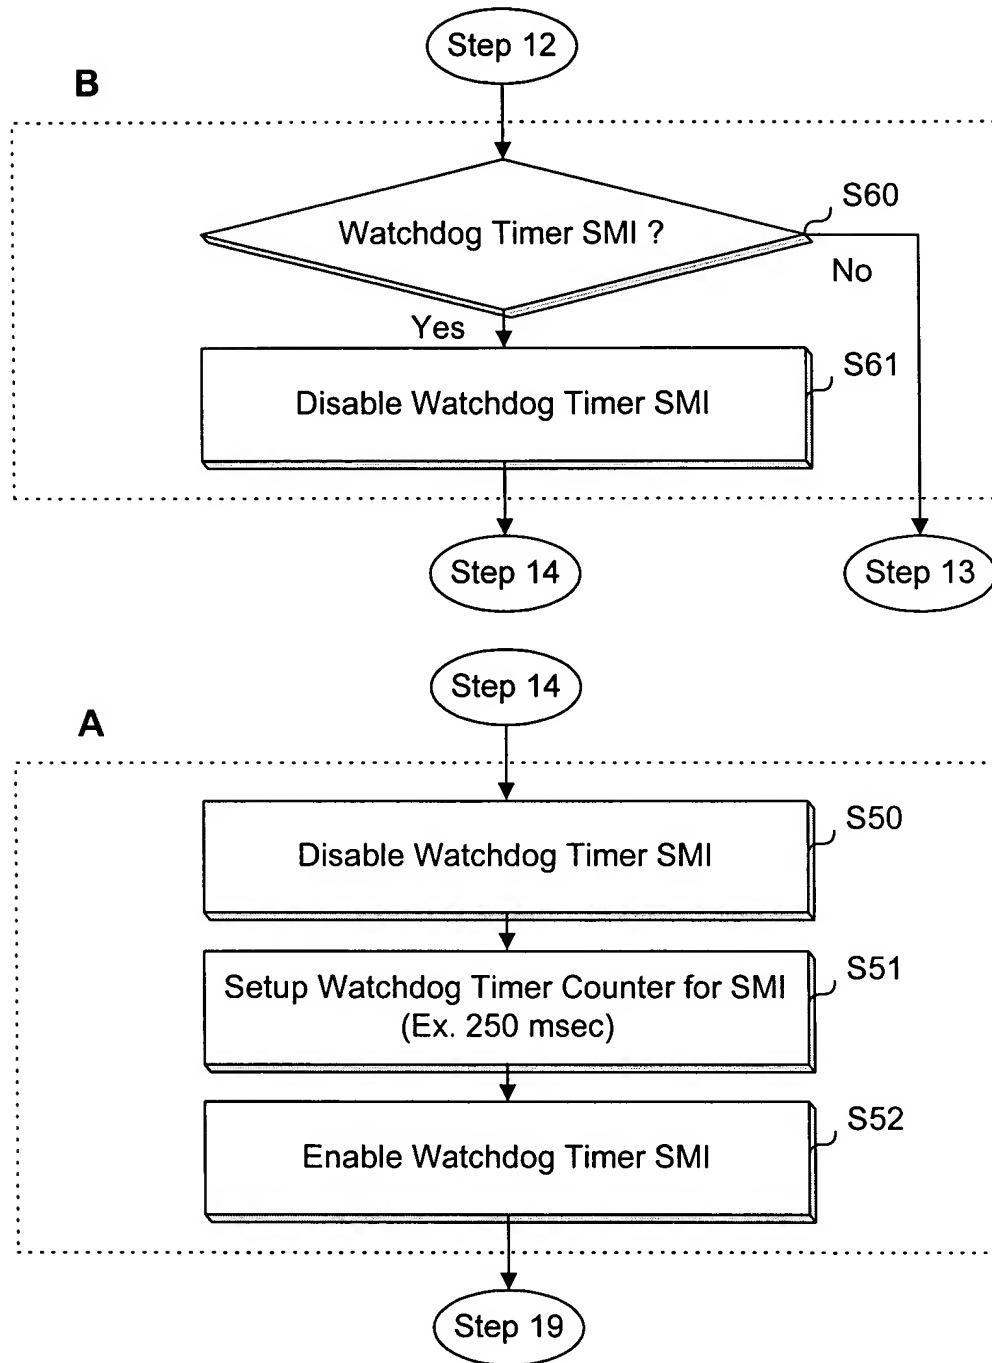 Step 12
B
Watchdog Timer SMI ?
S60
No
Yes
S61
Disable Watchdog Timer SMI
Step 14
Step 13
Step 14
A
S50
Disable Watchdog Timer SMI
S51
Setup Watchdog Timer Counter for SMI
(Ex. 250 msec)
S52
Enable Watchdog Timer SMI
Step 19